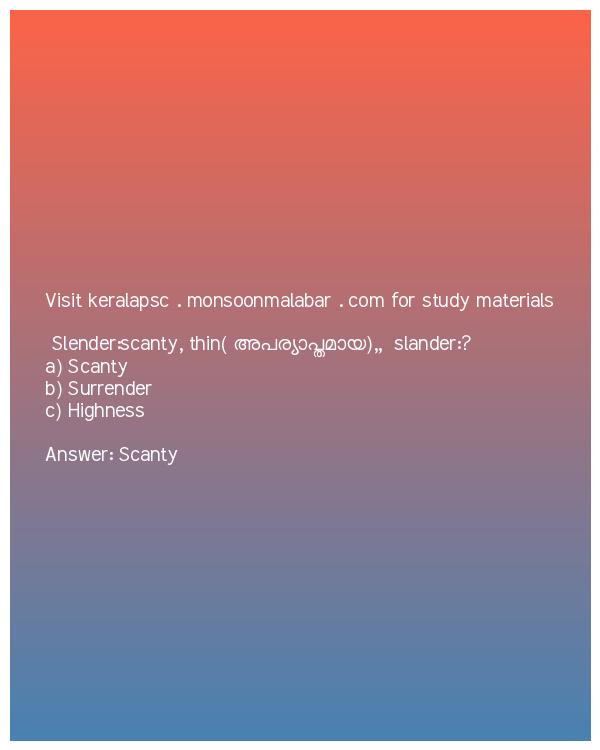 Visit keralapsc . monsoonmalabar . com for study materials
Slender:scanty, thin( അപര്യാപ്തമായ),, slander:?
a) Scanty
b) Surrender
c) Highness
Answer: Scanty